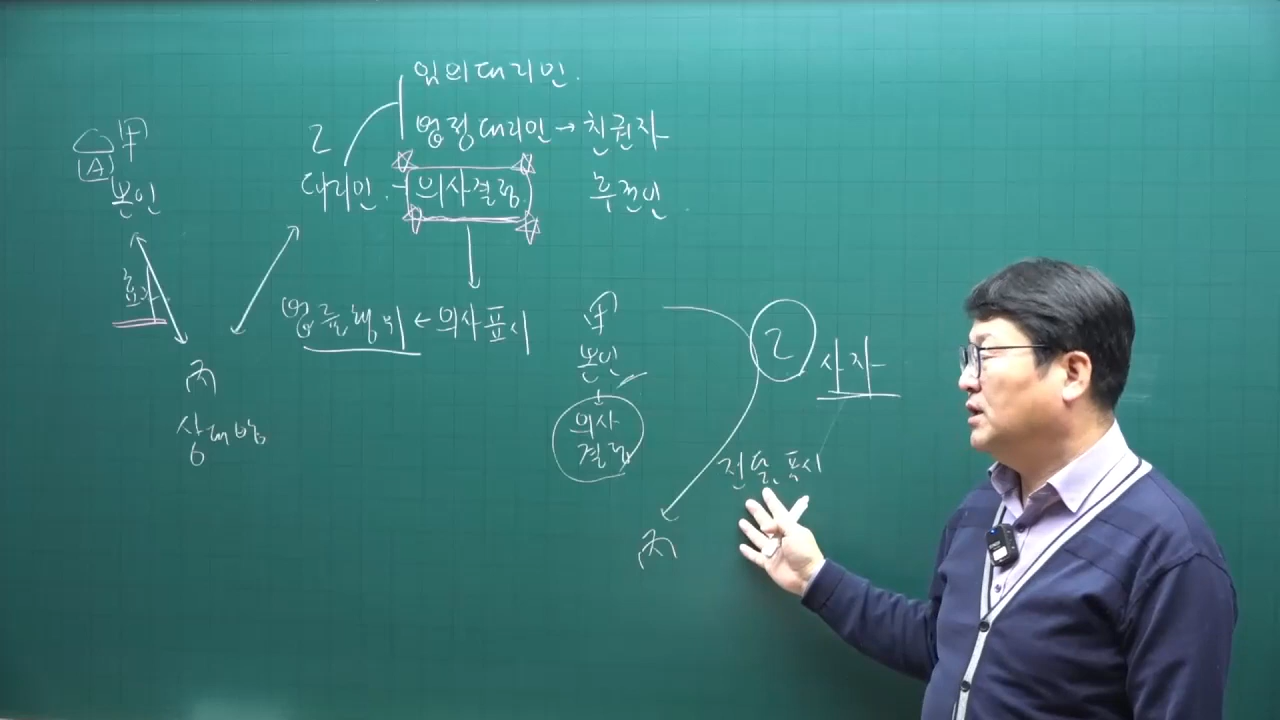 임의대리인.
법정대리인 → 친권자
후견인.
甲
A
본인
乙
대리인. - 의사결정
효과
법률행위 ← 의사표시
丙
상대방
甲
본인
의사
결정
乙
사자
전달, 표시
丙